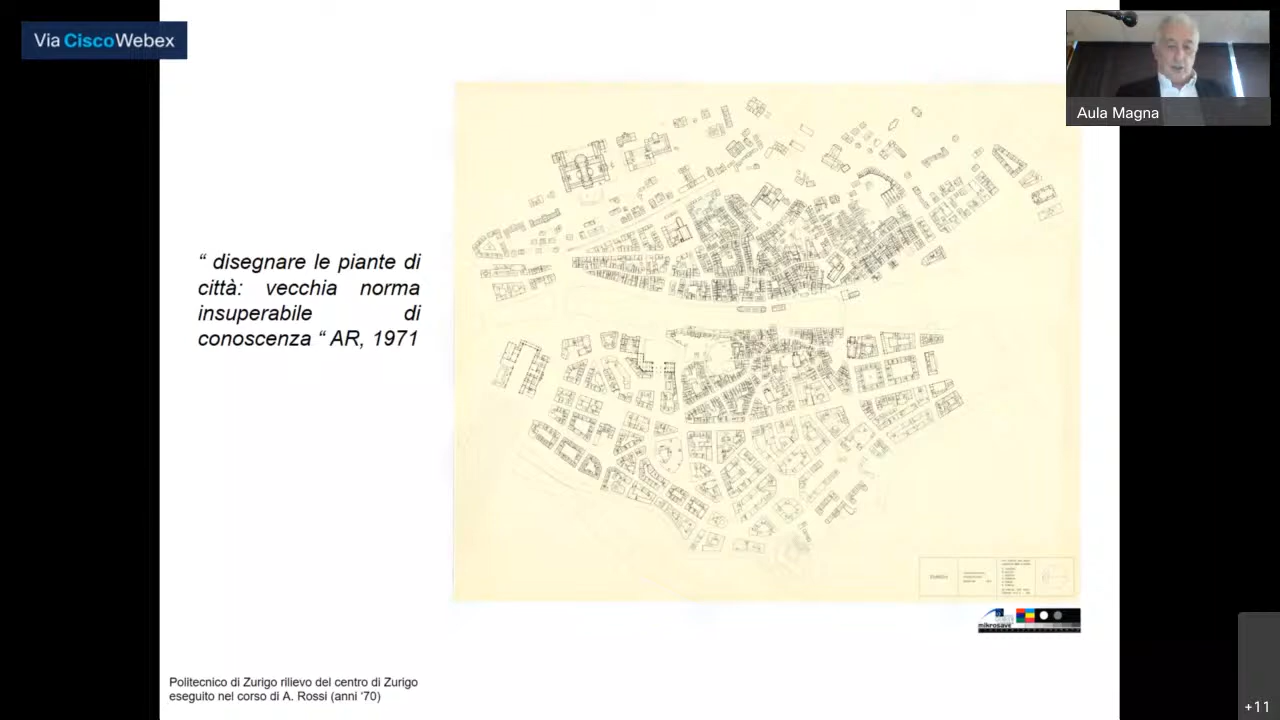 Via CiscoWebex
Aula Magna
“ disegnare le piante di
città: vecchia norma
insuperabile di
conoscenza “ AR, 1971
mikrosave
Politecnico di Zurigo rilievo del centro di Zurigo
eseguito nel corso di A. Rossi (anni ‘70)
+11